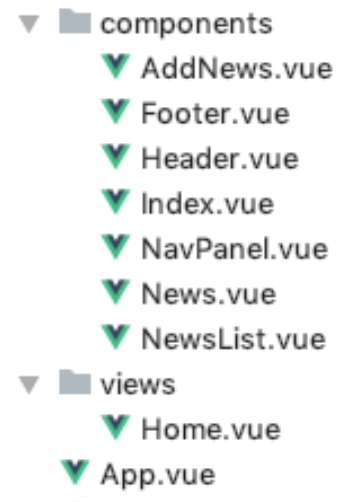 components
AddNews.vue
Footer.vue
Header.vue
Index.vue
NavPanel.vue
News.vue
NewsList.vue
views
Home.vue
App.vue